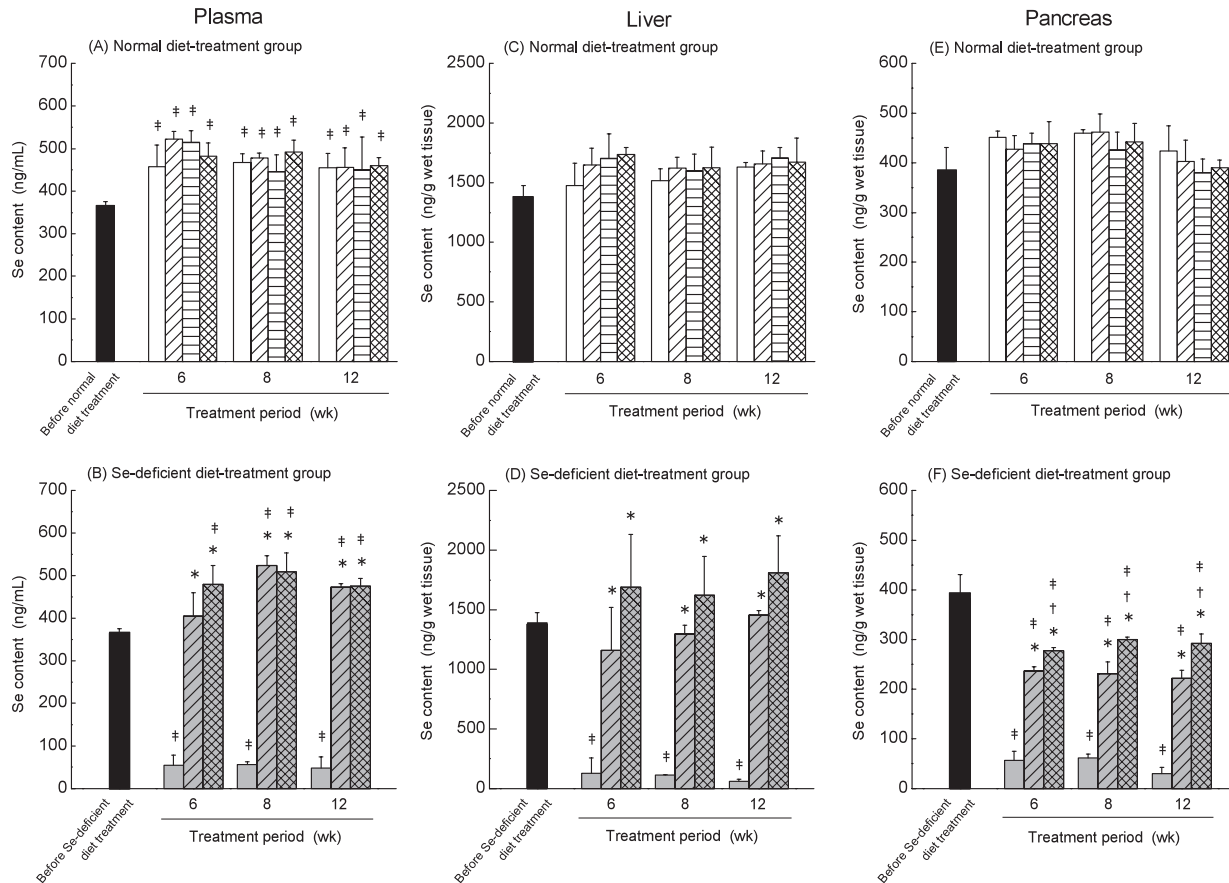 Plasma
Liver
Pancreas
(A) Normal diet-treatment group
700
600
500
400
300
200
100
0
Se content (ng/mL)
‡ ‡ ‡ ‡ ‡ ‡ ‡ ‡ ‡ ‡ ‡ ‡
Before normal
diet treatment
6 8 12
Treatment period (wk)
(C) Normal diet-treatment group
2500
2000
1500
1000
500
0
Se content (ng/g wet tissue)
Before normal
diet treatment
6 8 12
Treatment period (wk)
(E) Normal diet-treatment group
600
500
400
300
200
100
0
Se content (ng/g wet tissue)
Before normal
diet treatment
6 8 12
Treatment period (wk)
(B) Se-deficient diet-treatment group
700
600
500
400
300
200
100
0
Se content (ng/mL)
‡ ‡ ‡ ‡ ‡
* * * * * *
‡ ‡ ‡
Before Se-deficient
diet treatment
6 8 12
Treatment period (wk)
(D) Se-deficient diet-treatment group
2500
2000
1500
1000
500
0
Se content (ng/g wet tissue)
* * * * * *
‡ ‡ ‡
Before Se-deficient
diet treatment
6 8 12
Treatment period (wk)
(F) Se-deficient diet-treatment group
600
500
400
300
200
100
0
Se content (ng/g wet tissue)
‡ ‡ ‡ ‡ ‡ ‡
† † †
* * * * * *
‡ ‡ ‡
Before Se-deficient
diet treatment
6 8 12
Treatment period (wk)